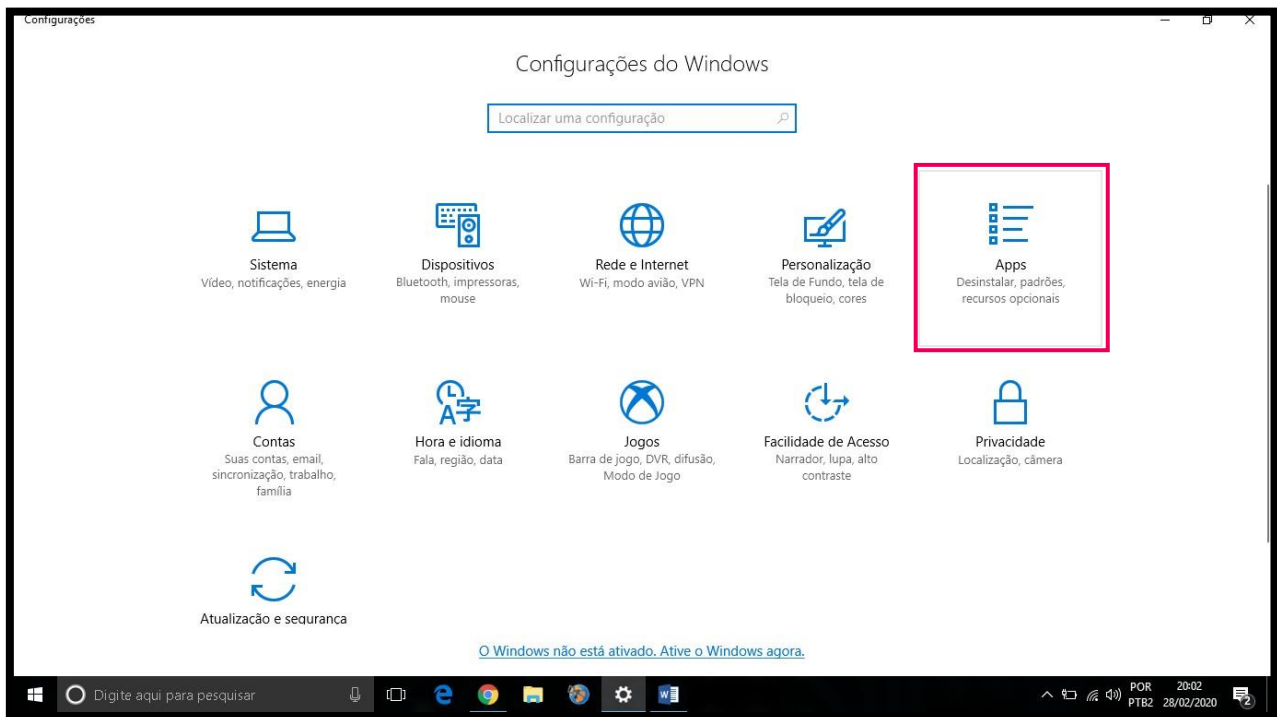 Configurações
Configurações do Windows
Localizar uma configuração
Sistema
Vídeo, notificações, energia
Dispositivos
Bluetooth, impressoras,
mouse
Rede e Internet
Wi-Fi, modo avião, VPN
Personalização
Tela de Fundo, tela de
bloqueio, cores
Apps
Desinstalar, padrões,
recursos opcionais
Contas
Suas contas, email,
sincronização, trabalho,
família
Hora e idioma
Fala, região, data
Jogos
Barra de jogo, DVR, difusão,
Modo de Jogo
Facilidade de Acesso
Narrador, lupa, alto
contraste
Privacidade
Localização, câmera
Atualização e segurança
O Windows não está ativado. Ative o Windows agora.
Digite aqui para pesquisar
POR
PTB2
20:02
28/02/2020
2